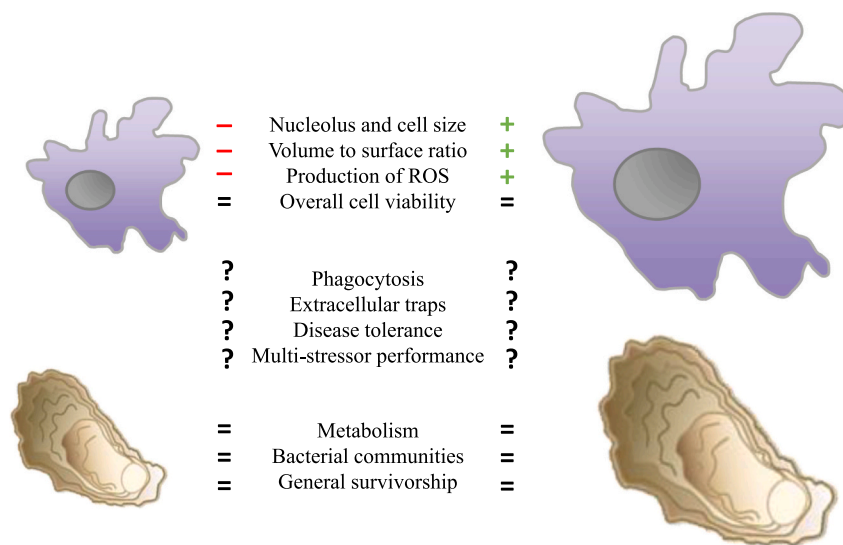 − Nucleolus and cell size +
− Volume to surface ratio +
− Production of ROS +
= Overall cell viability =
? Phagocytosis ?
? Extracellular traps ?
? Disease tolerance ?
? Multi-stressor performance ?
= Metabolism =
= Bacterial communities =
= General survivorship =